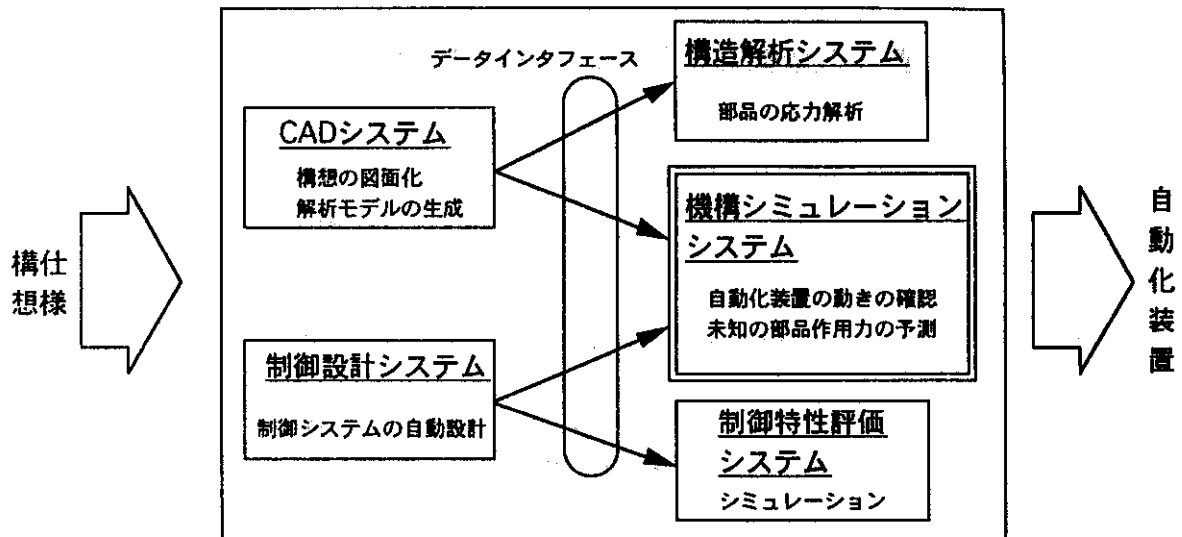 データインタフェース
構造解析システム
部品の応力解析
CADシステム
構想の図面化
解析モデルの生成
機構シミュレーション
システム
自動化装置の動きの確認
未知の部品作用力の予測
仕様
構想
自動化装置
制御設計システム
制御システムの自動設計
制御特性評価
システム
シミュレーション